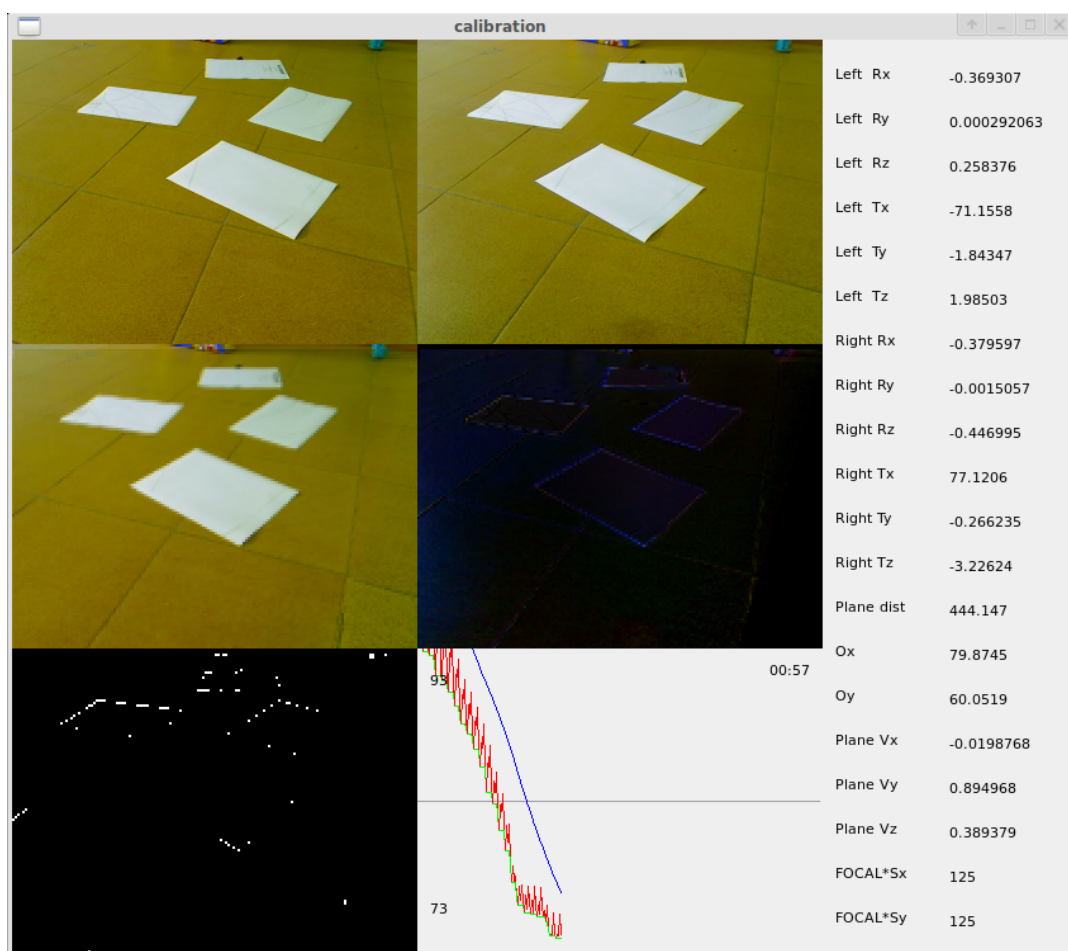 calibration
Left Rx -0.369307
Left Ry 0.000292063
Left Rz 0.258376
Left Tx -71.1558
Left Ty -1.84347
Left Tz 1.98503
Right Rx -0.379597
Right Ry -0.0015057
Right Rz -0.446995
Right Tx 77.1206
Right Ty -0.266235
Right Tz -3.22624
Plane dist 444.147
Ox 79.8745
Oy 60.0519
Plane Vx -0.0198768
Plane Vy 0.894968
Plane Vz 0.389379
FOCAL*Sx 125
FOCAL*Sy 125
00:57
93
73